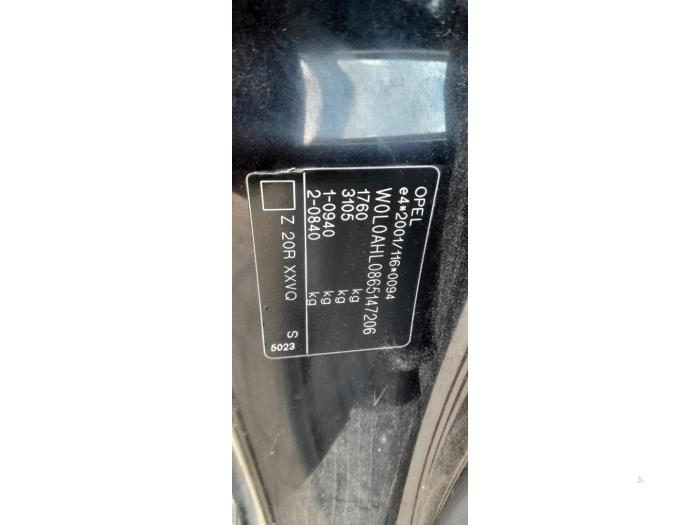 OPEL
e4*2001/116*0094
W0L0AHL0865147206
1760 kg
3105 kg
1-0940 kg
2-0840 kg
Z 20R XXVQ S
5023